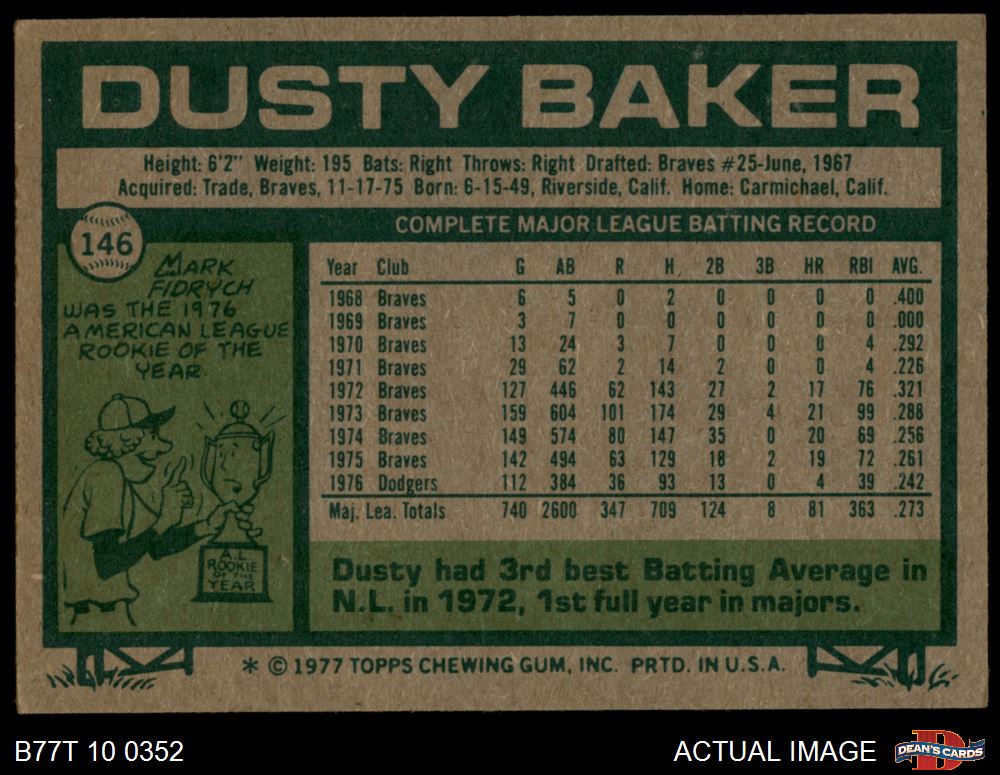 DUSTY BAKER
Height: 6'2" Weight: 195 Bats: Right Throws: Right Drafted: Braves #25-June, 1967
Acquired: Trade, Braves, 11-17-75 Born: 6-15-49, Riverside, Calif. Home: Carmichael, Calif.
146
MARK
FIDRYCH
WAS THE 1976
AMERICAN LEAGUE
ROOKIE OF THE
YEAR.
A.L.
ROOKIE
OF THE
YEAR
COMPLETE MAJOR LEAGUE BATTING RECORD
Year Club G AB R H 2B 3B HR RBI AVG.
1968 Braves 6 5 0 2 0 0 0 0 .400
1969 Braves 3 7 0 0 0 0 0 0 .000
1970 Braves 13 24 3 7 0 0 0 4 .292
1971 Braves 29 62 2 14 2 0 0 4 .226
1972 Braves 127 446 62 143 27 2 17 76 .321
1973 Braves 159 604 101 174 29 4 21 99 .288
1974 Braves 149 574 80 147 35 0 20 69 .256
1975 Braves 142 494 63 129 18 2 19 72 .261
1976 Dodgers 112 384 36 93 13 0 4 39 .242
Maj. Lea. Totals 740 2600 347 709 124 8 81 363 .273
Dusty had 3rd best Batting Average in
N.L. in 1972, 1st full year in majors.
* © 1977 TOPPS CHEWING GUM, INC. PRTD. IN U.S.A.
B77T 10 0352
ACTUAL IMAGE
D
DEAN'S CARDS